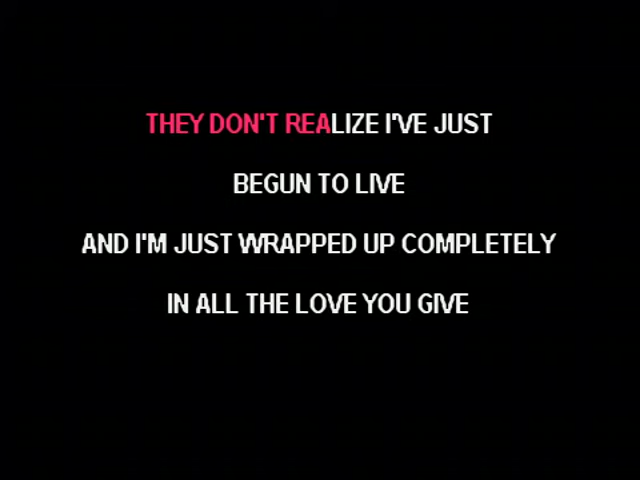 THEY DON'T REALIZE I'VE JUST
BEGUN TO LIVE
AND I'M JUST WRAPPED UP COMPLETELY
IN ALL THE LOVE YOU GIVE